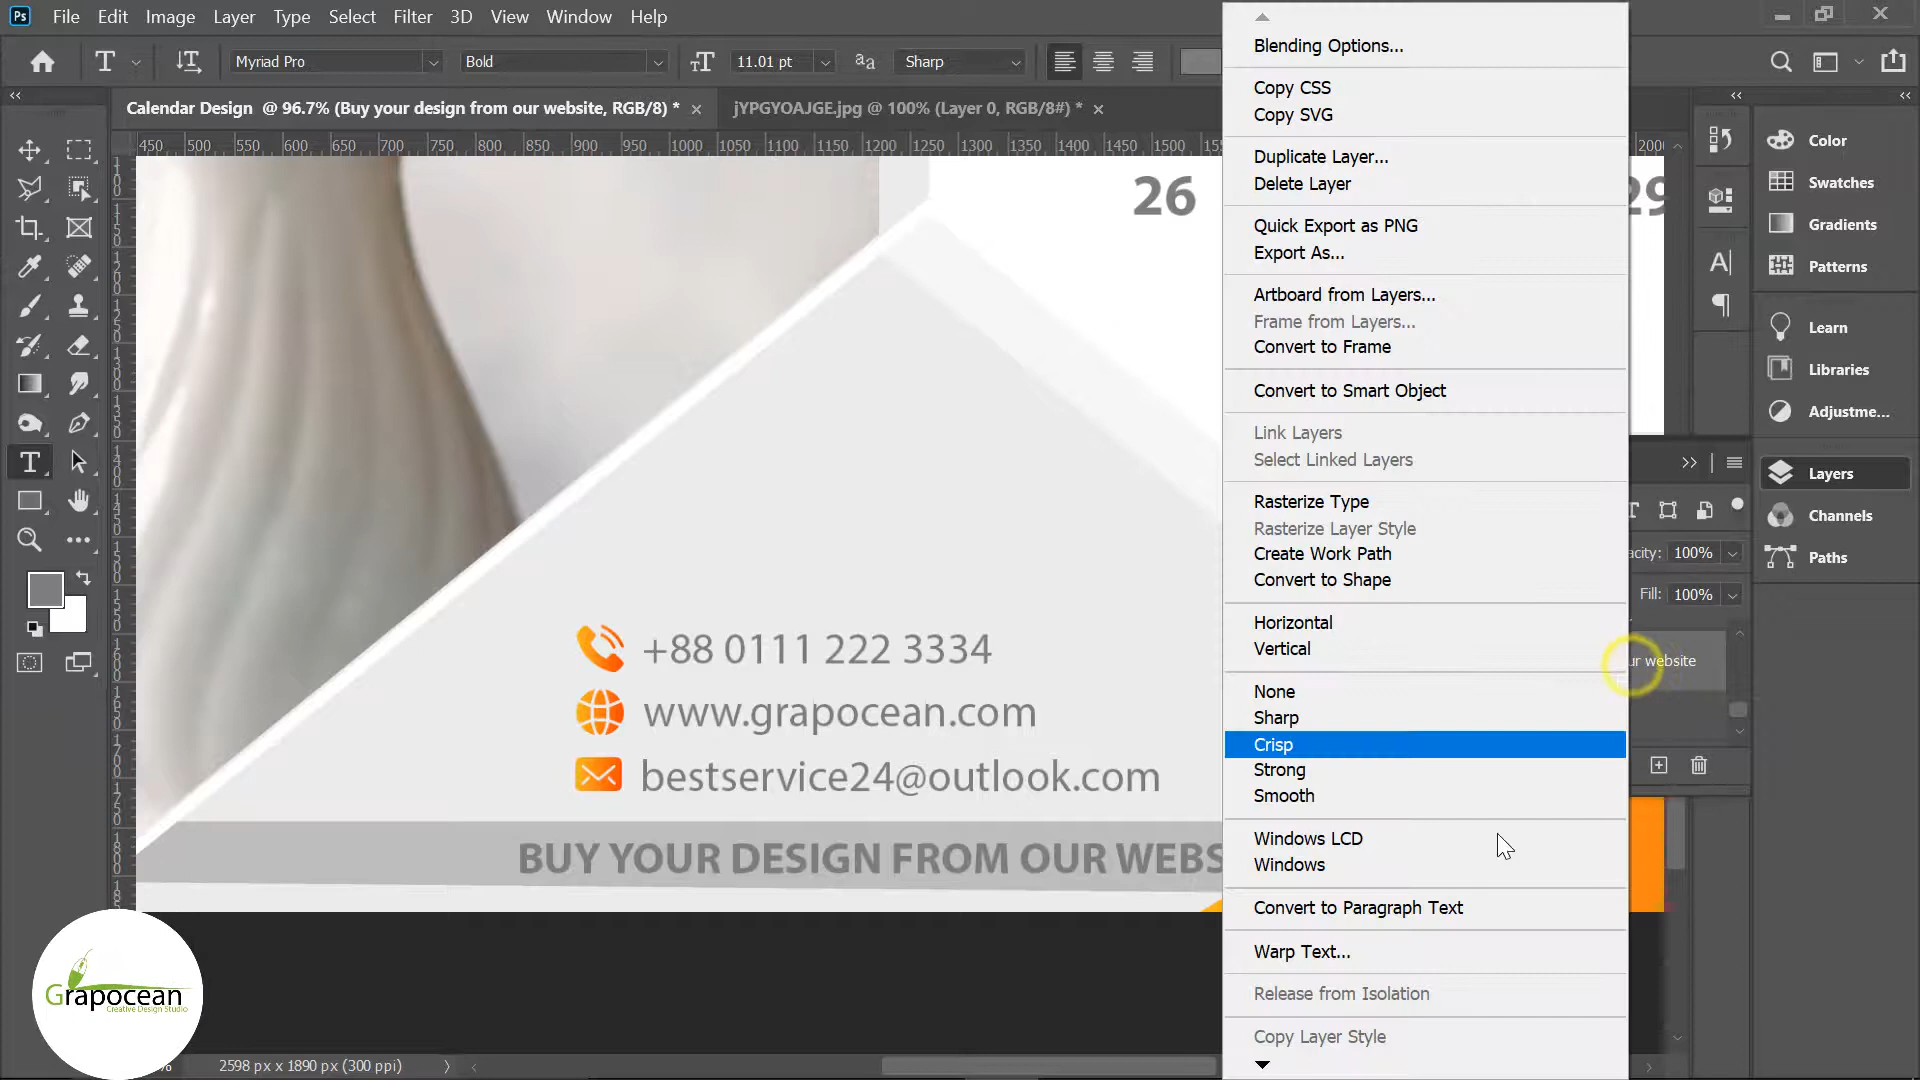 File Edit Image Layer Type Select Filter 3D View Window Help
Myriad Pro Bold 11.01 pt Sharp
Calendar Design @ 96.7% (Buy your design from our website, RGB/8) *
jYPGYOAJGE.jpg @ 100% (Layer 0, RGB/8#) *
450 500 550 600 650 700 750 800 850 900 950 1000 1050 1100 1150 1200 1250 1300 1350 1400 1450 1500
26
29
+88 0111 222 3334
www.grapocean.com
bestservice24@outlook.com
BUY YOUR DESIGN FROM OUR WEBS
Blending Options...
Copy CSS
Copy SVG
Duplicate Layer...
Delete Layer
Quick Export as PNG
Export As...
Artboard from Layers...
Frame from Layers...
Convert to Frame
Convert to Smart Object
Link Layers
Select Linked Layers
Rasterize Type
Rasterize Layer Style
Create Work Path
Convert to Shape
Horizontal
Vertical
None
Sharp
Crisp
Strong
Smooth
Windows LCD
Windows
Convert to Paragraph Text
Warp Text...
Release from Isolation
Copy Layer Style
Color
Swatches
Gradients
Patterns
Learn
Libraries
Adjustme...
Layers
Channels
Paths
acity: 100%
Fill: 100%
ur website
Grapocean
Creative Design Studio
2598 px x 1890 px (300 ppi)